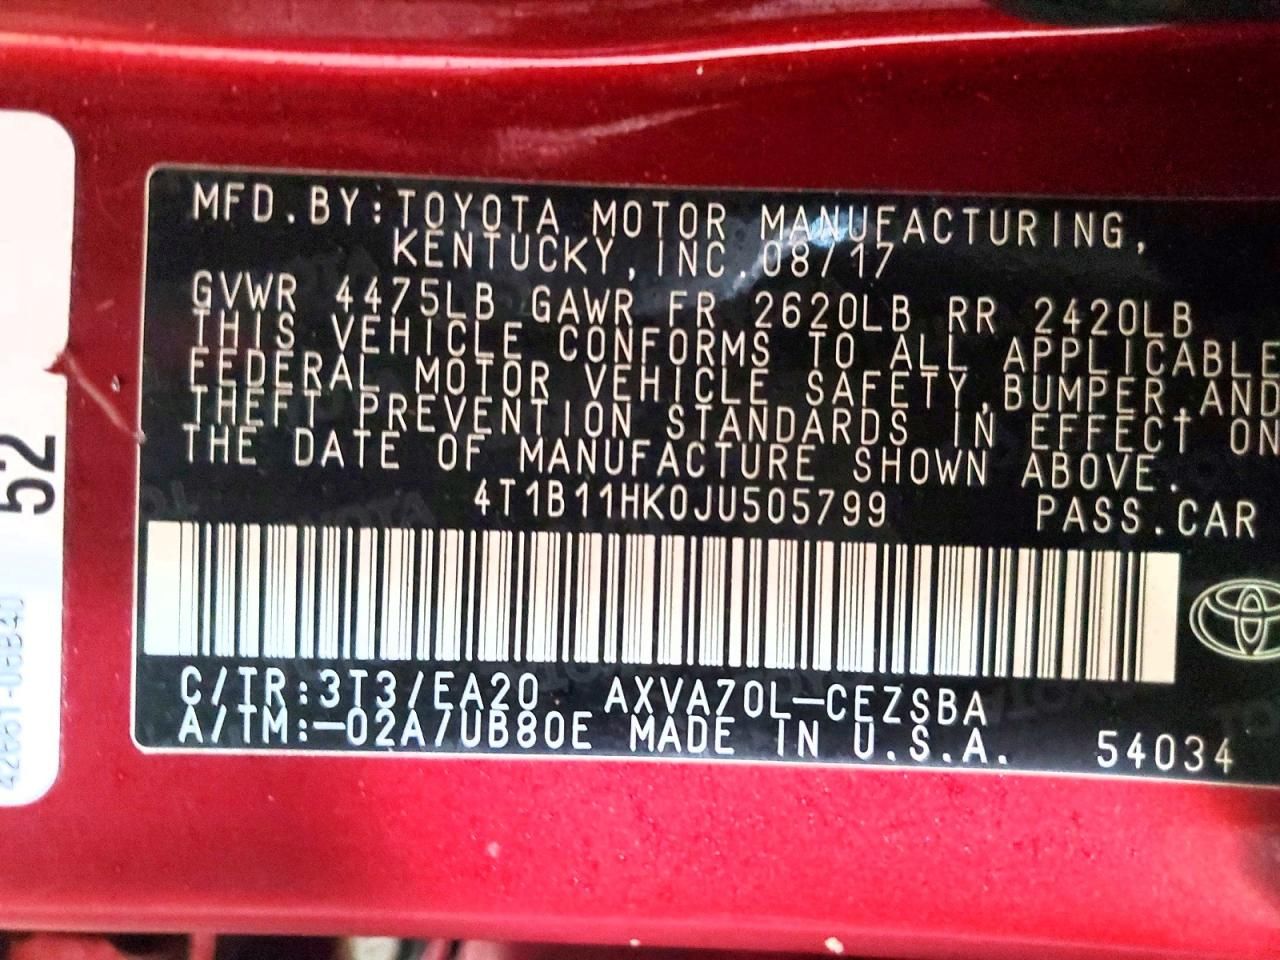 MFD.BY:TOYOTA MOTOR MANUFACTURING,
KENTUCKY,INC.08/17
GVWR 4475LB GAWR FR 2620LB RR 2420LB
THIS VEHICLE CONFORMS TO ALL APPLICABLE
FEDERAL MOTOR VEHICLE SAFETY,BUMPER,AND
THEFT PREVENTION STANDARDS IN EFFECT ON
THE DATE OF MANUFACTURE SHOWN ABOVE.
4T1B11HK0JU505799 PASS.CAR
C/TR:3T3/EA20 AXVA70L-CEZSBA
A/TM:-02A/UB80E MADE IN U.S.A. 54034
52